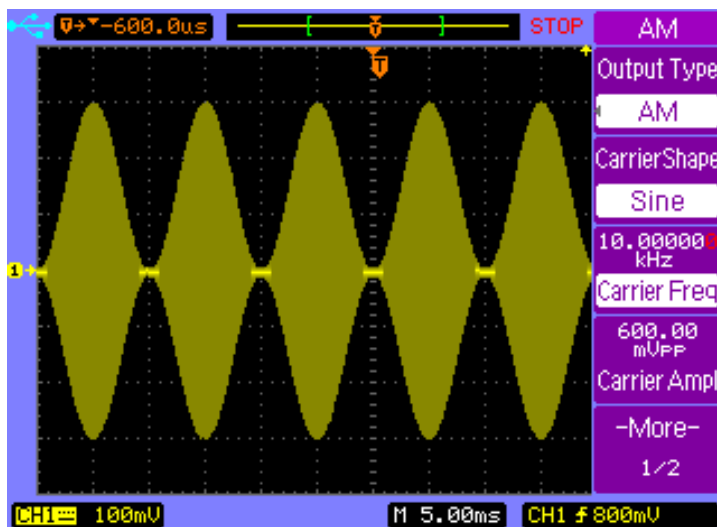 -600.0us
T
STOP
AM
T
Output Type
AM
CarrierShape
Sine
10.000000
kHz
Carrier Freq
600.00
mVPP
Carrier Ampl
-More-
1/2
1
CH1 100mV
M 5.00ms
CH1 800mV